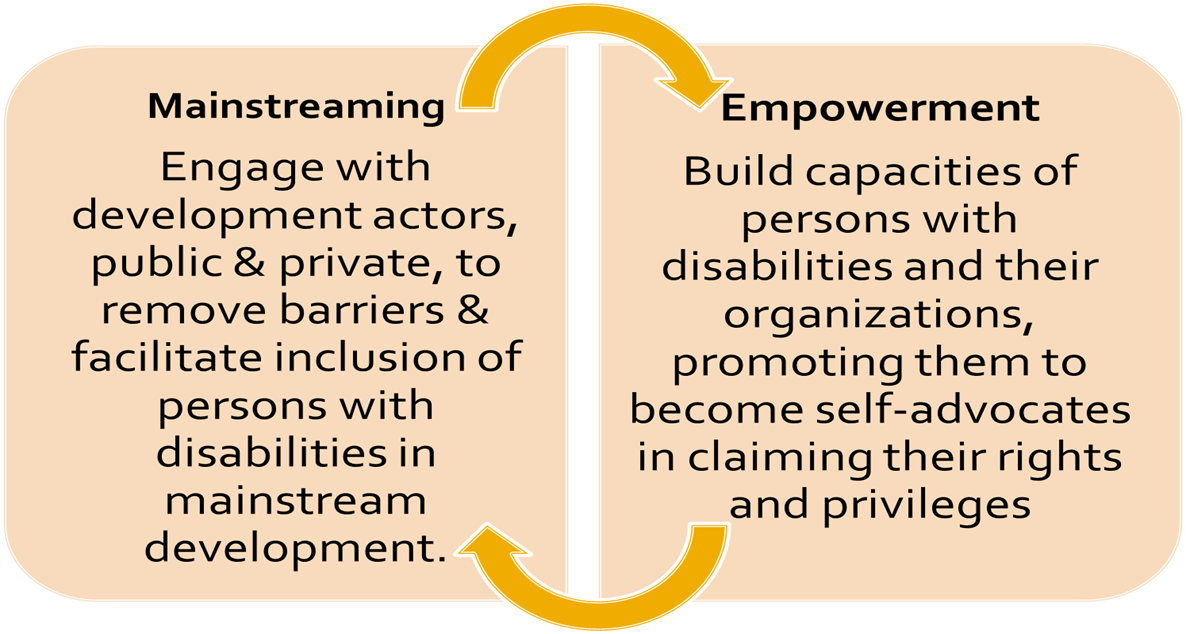 Mainstreaming
Engage with
development actors,
public & private, to
remove barriers &
facilitate inclusion of
persons with
disabilities in
mainstream
development.
Empowerment
Build capacities of
persons with
disabilities and their
organizations,
promoting them to
become self-advocates
in claiming their rights
and privileges